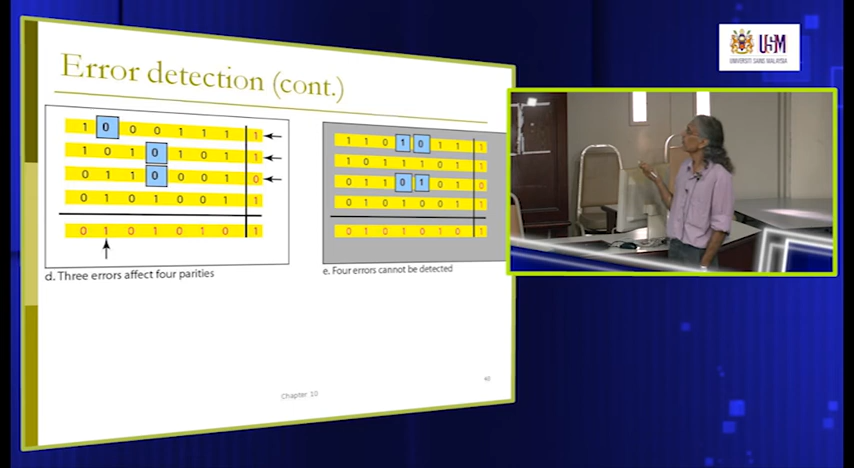 Error detection (cont.)
1 0 0 0 1 1 1 1
1 0 1 0 1 0 1 1
0 1 1 0 0 0 1 0
0 1 0 1 0 0 1 1
0 1 0 1 0 1 0 1
d. Three errors affect four parities
1 1 0 1 0 1 1 1
1 0 1 1 1 0 1 1
0 1 1 0 1 0 1 0
0 1 0 1 0 0 1 1
0 1 0 1 0 1 0 1
e. Four errors cannot be detected
Chapter 10
USM
UNIVERSITI SAINS MALAYSIA